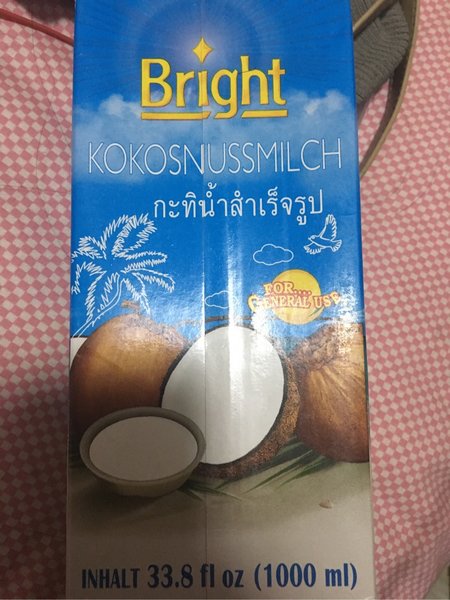 Bright
KOKOSNUSSMILCH
กะทิน้ำสำเร็จรูป
FOR....
GENERAL USE
INHALT 33.8 fl oz (1000 ml)